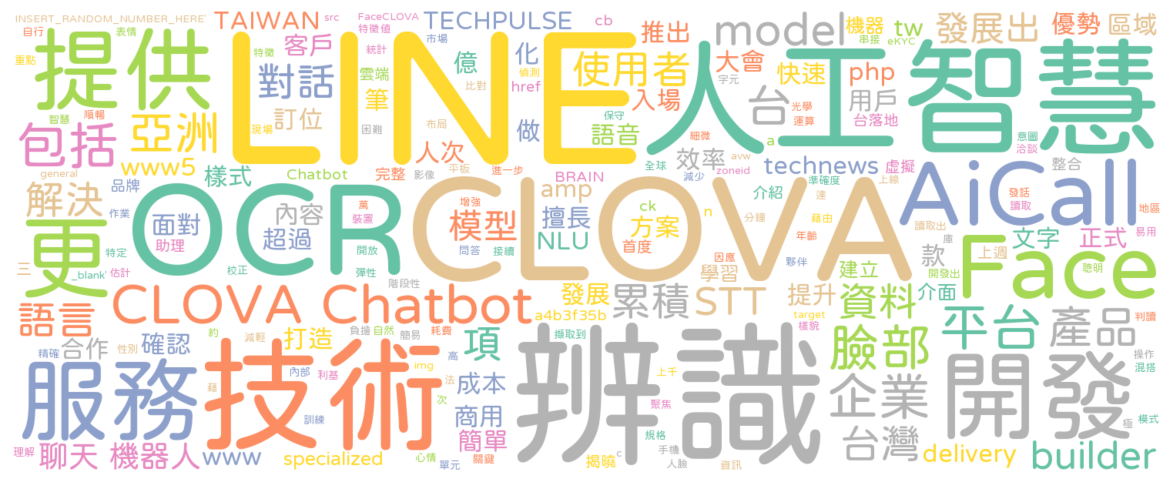 INSERT_RANDOM_NUMBER_HERE
TAIWAN
src
FaceCLOVA
TECHPULSE
cb
推出
model
機器
串接
tw
eKYC
發展出
優勢
區域
自行
表情
特徵
客戶
特徵值
統計
市場
化
偵測
重點
提供
LINE
使用者
大會
字元
快速
php
人工智慧
對話
雲端
億
比對
href
入場
台
光學
運算
用戶
台落地
智慧
順暢
包括
亞洲
現場
訂位
筆
困難
布局
做
保守
語音
細微
a
意圖
洽談
www5
人次
效率
technews
虛擬
整合
general
解決
品牌
樣式
Chatbot
完整
影像
平板
進一步
BRAIN
全球
減少
avw
zoneid
介紹
準確度
上線
AiCall
發話
讀取
作業
面對
助理
內容
超過
萬
裝置
增強
模型
問答
amp
擅長
NLU
ck
方案
首度
n
連
分鐘
藉由
年齡
讀取出
庫
文字
正式
地區
易用
更
OCR
CLOVA
Face
三
特定
_blank'
估計
校正
開放
彈性
接續
因應
學習
夥伴
建立
開發出
款
介面
上週
聰明
語言
CLOVA Chatbot
階段性
發展
a4b3f35b
累積
STT
提升
target
樣貌
資料
平台
產品
判讀
合作
精確
性別
確認
約
減輕
打造
負擔
自然
簡易
耗費
項
擷取到
臉部
操作
混搭
服務
技術
內部
利基
img
高
法
成本
上千
辨識
企業
開發
藉
訓練
次
商用
聚焦
規格
台灣
極
模式
理解
聊天
機器人
www
specialized
心情
單元
簡單
關鍵
揭曉
c
手機
人臉
資訊
delivery
builder